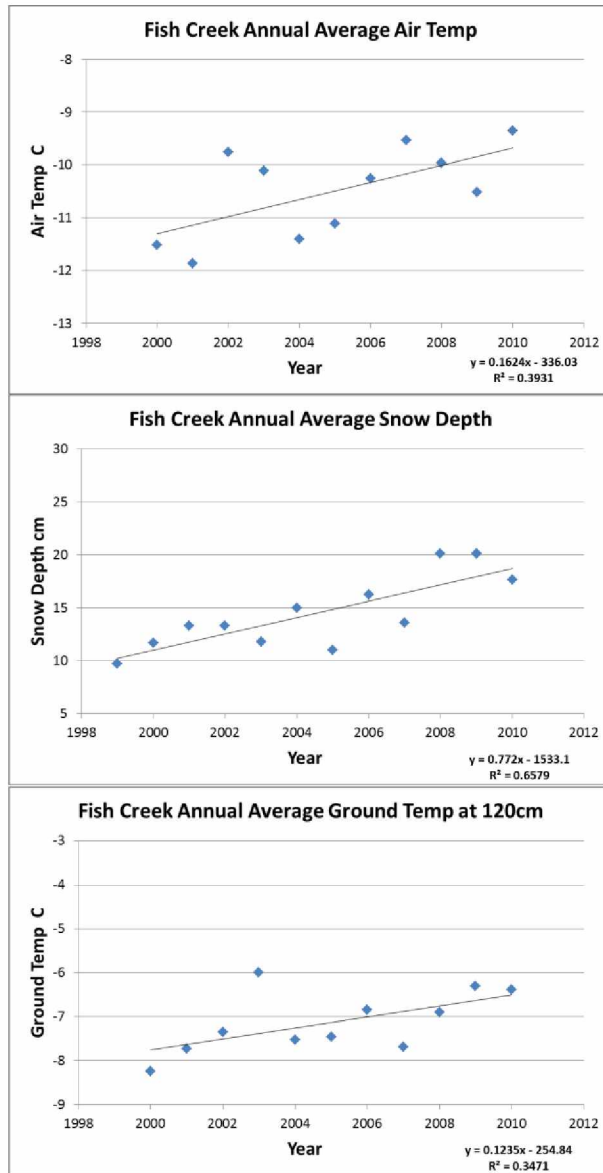 Fish Creek Annual Average Air Temp
-8
-9
-10
-11
-12
-13
Air Temp C
1998 2000 2002 2004 2006 2008 2010 2012
Year
y = 0.1624x - 336.03
R² = 0.3931
Fish Creek Annual Average Snow Depth
30
25
20
15
10
5
Snow Depth cm
1998 2000 2002 2004 2006 2008 2010 2012
Year
y = 0.772x - 1533.1
R² = 0.6579
Fish Creek Annual Average Ground Temp at 120cm
-3
-4
-5
-6
-7
-8
-9
Ground Temp C
1998 2000 2002 2004 2006 2008 2010 2012
Year
y = 0.1235x - 254.84
R² = 0.3471